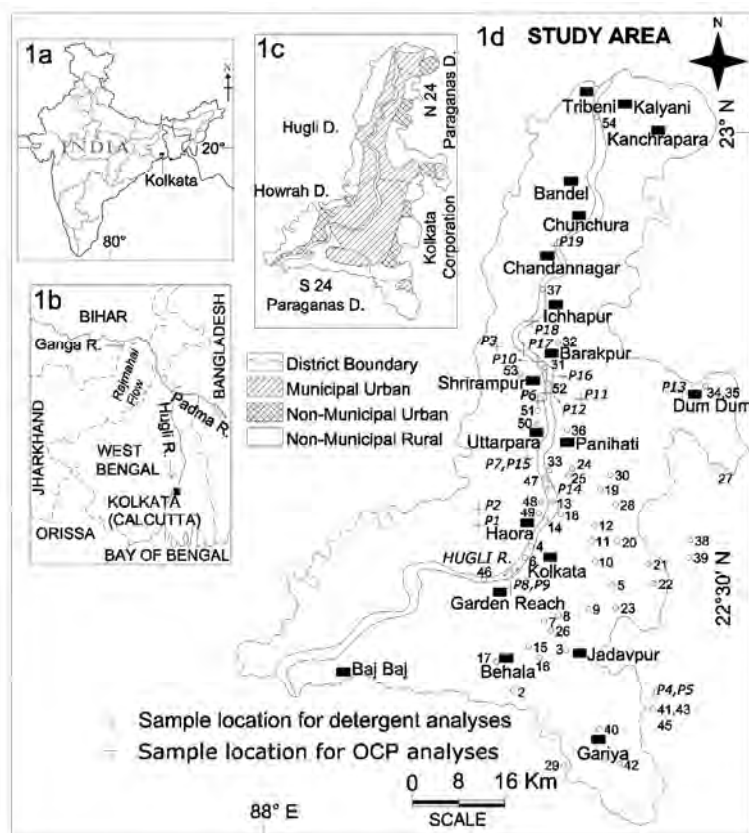 1a
N
INDIA
20°
Kolkata
80°
1b
BIHAR
Ganga R.
Rajmahal
Flow
BANGLADESH
Padma R.
Hugli R.
JHARKHAND
WEST
BENGAL
KOLKATA
(CALCUTTA)
ORISSA
BAY OF BENGAL
1c
Hugli D.
N 24
Paraganas D.
Howrah D.
Kolkata
Corporation
S 24
Paraganas D.
District Boundary
Municipal Urban
Non-Municipal Urban
Non-Municipal Rural
1d STUDY AREA
N
Tribeni
Kalyani
54
Kanchrapara
23° N
Bandel
Chunchura
P19
Chandannagar
37
Ichhapur
P18
P3
P17
32
P10
Barakpur
31
53
P16
Shrirampur
52
P13
34,35
P6
P11
Dum Dum
51
P12
50
36
Uttarpara
Panihati
P7,P15
33
24
27
47
25
30
P14
19
P2
48
13
28
49
18
P1
Haora
14
12
11
20
38
4
HUGLI R.
6
Kolkata
10
39
21
46
P8,P9
5
22
Garden Reach
22°30' N
8
9
23
7
26
15
3
Jadavpur
17
Behala
16
Baj Baj
2
P4,P5
41,43
45
Sample location for detergent analyses
40
Sample location for OCP analyses
Gariya
29
42
0 8 16 Km
SCALE
88° E